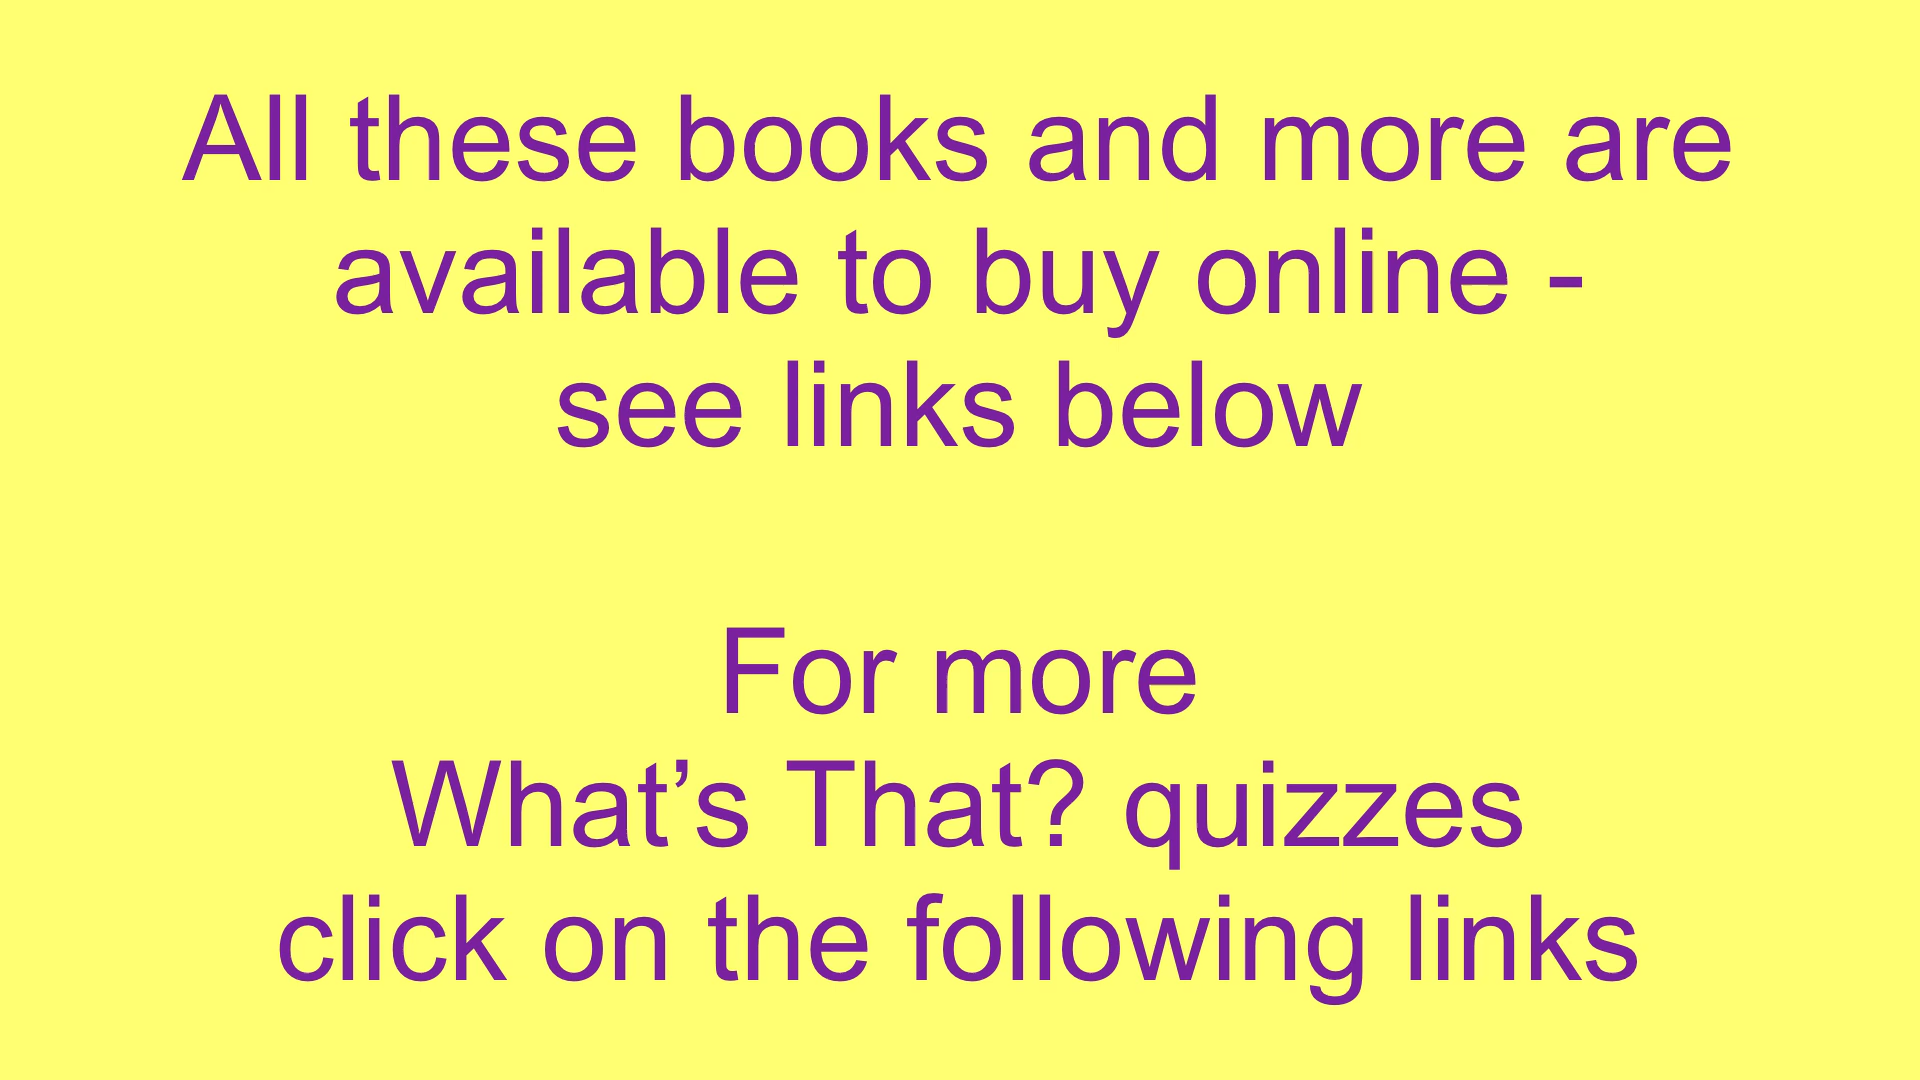 All these books and more are
available to buy online -
see links below
For more
What’s That? quizzes
click on the following links